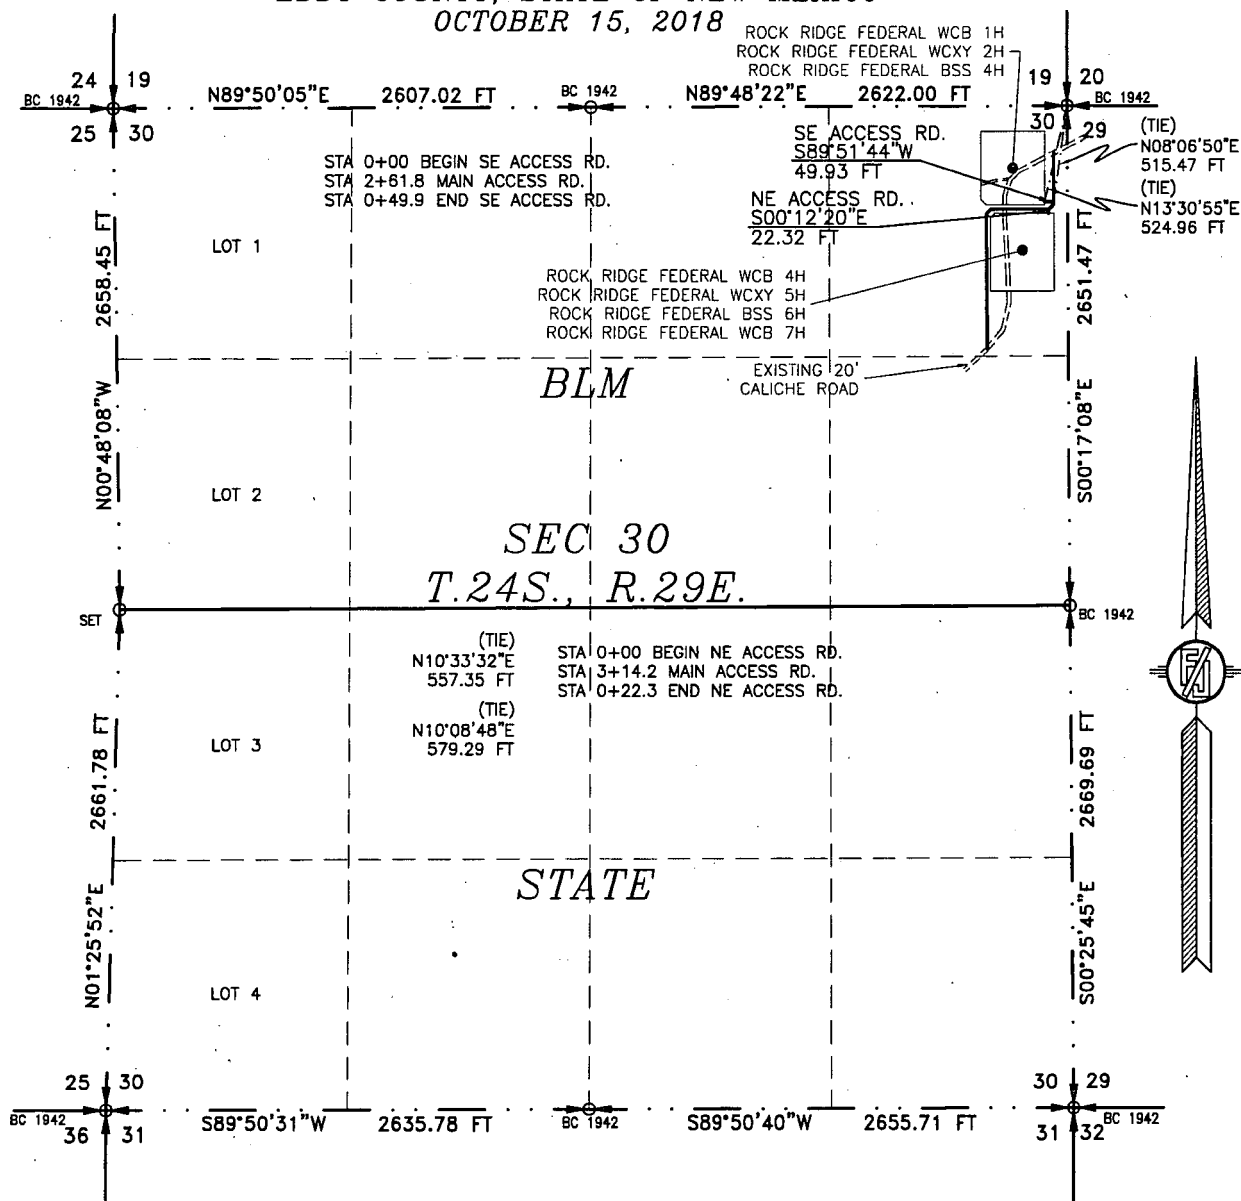 EDDY COUNTY, STATE OF NEW MEXICO
OCTOBER 15, 2018
ROCK RIDGE FEDERAL WCB 1H
ROCK RIDGE FEDERAL WCXY 2H
ROCK RIDGE FEDERAL BSS 4H
24 19
BC 1942
25 30
N89°50'05"E 2607.02 FT
BC 1942
N89°48'22"E 2622.00 FT
19 20
BC 1942
30 29
STA 0+00 BEGIN SE ACCESS RD.
STA 2+61.8 MAIN ACCESS RD.
STA 0+49.9 END SE ACCESS RD.
SE ACCESS RD.
S89°51'44"W
49.93 FT
NE ACCESS RD.
S00°12'20"E
22.32 FT
(TIE)
N08°06'50"E
515.47 FT
(TIE)
N13°30'55"E
524.96 FT
LOT 1
ROCK RIDGE FEDERAL WCB 4H
ROCK RIDGE FEDERAL WCXY 5H
ROCK RIDGE FEDERAL BSS 6H
ROCK RIDGE FEDERAL WCB 7H
EXISTING 20'
CALICHE ROAD
N00°48'08"W 2658.45 FT
S00°17'08"E 2651.47 FT
BLM
LOT 2
SEC 30
T.24S., R.29E.
SET
BC 1942
(TIE)
N10°33'32"E
557.35 FT
(TIE)
N10°08'48"E
579.29 FT
STA 0+00 BEGIN NE ACCESS RD.
STA 3+14.2 MAIN ACCESS RD.
STA 0+22.3 END NE ACCESS RD.
LOT 3
N01°25'52"E 2661.78 FT
S00°25'45"E 2669.69 FT
STATE
LOT 4
25 30
BC 1942
36 31
S89°50'31"W 2635.78 FT
BC 1942
S89°50'40"W 2655.71 FT
30 29
31 32
BC 1942